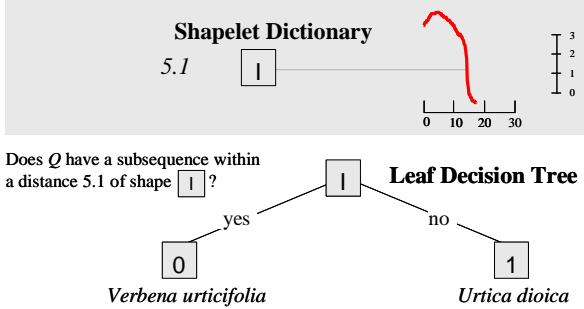 Shapelet Dictionary
5.1
I
3
2
1
0
0 10 20 30
Does Q have a subsequence within
a distance 5.1 of shape I ?
I
Leaf Decision Tree
yes
no
0
1
Verbena urticifolia
Urtica dioica